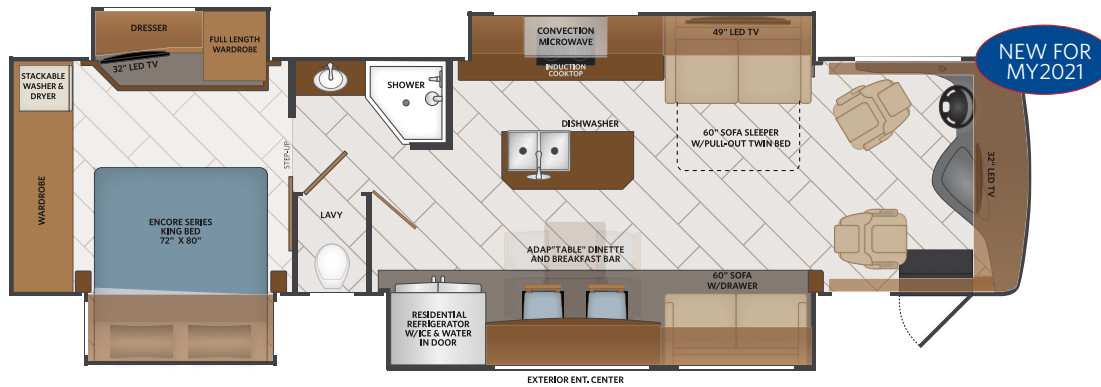 DRESSER
FULL LENGTH
WARDROBE
32" LED TV
STACKABLE
WASHER &
DRYER
WARDROBE
ENCORE SERIES
KING BED
72" X 80"
STEP-UP
SHOWER
LAVY
CONVECTION
MICROWAVE
INDUCTION
COOKTOP
DISHWASHER
49" LED TV
60" SOFA SLEEPER
W/PULL-OUT TWIN BED
NEW FOR
MY2021
32" LED TV
ADAP"TABLE" DINETTE
AND BREAKFAST BAR
60" SOFA
W/DRAWER
RESIDENTIAL
REFRIGERATOR
W/ICE & WATER
IN DOOR
EXTERIOR ENT. CENTER